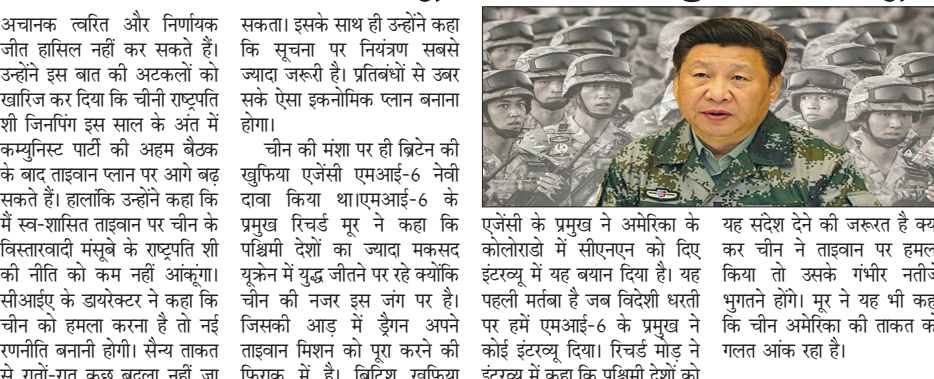 अचानक त्वरित और निर्णायक
जीत हासिल नहीं कर सकते हैं।
उन्होंने इस बात की अटकलों को
खारिज कर दिया कि चीनी राष्ट्रपति
शी जिनपिंग इस साल के अंत में
कम्युनिस्ट पार्टी की अहम बैठक
के बाद ताइवान प्लान पर आगे बढ़
सकते हैं। हालांकि उन्होंने कहा कि
मैं स्व-शासित ताइवान पर चीन के
विस्तारवादी मंसूबे के राष्ट्रपति शी
की नीति को कम नहीं आंकूंगा।
सीआईए के डायरेक्टर ने कहा कि
चीन को हमला करना है तो नई
रणनीति बनानी होगी। सैन्य ताकत
से रातों-रात कुछ बदला नहीं जा
सकता। इसके साथ ही उन्होंने कहा
कि सूचना पर नियंत्रण सबसे
ज्यादा जरूरी है। प्रतिबंधों से उबर
सके ऐसा इकनोमिक प्लान बनाना
होगा।
चीन की मंशा पर ही ब्रिटेन की
खुफिया एजेंसी एमआई-6 नेवी
दावा किया था।एमआई-6 के
प्रमुख रिचर्ड मूर ने कहा कि
पश्चिमी देशों का ज्यादा मकसद
यूक्रेन में युद्ध जीतने पर रहे क्योंकि
चीन की नजर इस जंग पर है।
जिसकी आड़ में ड्रैगन अपने
ताइवान मिशन को पूरा करने की
फिराक में है। ब्रिटिश खुफिया
एजेंसी के प्रमुख ने अमेरिका के
कोलोराडो में सीएनएन को दिए
इंटरव्यू में यह बयान दिया है। यह
पहली मर्तबा है जब विदेशी धरती
पर हमें एमआई-6 के प्रमुख ने
कोई इंटरव्यू दिया। रिचर्ड मोड़ ने
इंटरव्यू में कहा कि पश्चिमी देशों को
यह संदेश देने की जरूरत है
कर चीन ने ताइवान पर
किया तो उसके गंभीर
भुगतने होंगे। मूर ने यह भी
कि चीन अमेरिका की ताकत
गलत आंक रहा है।